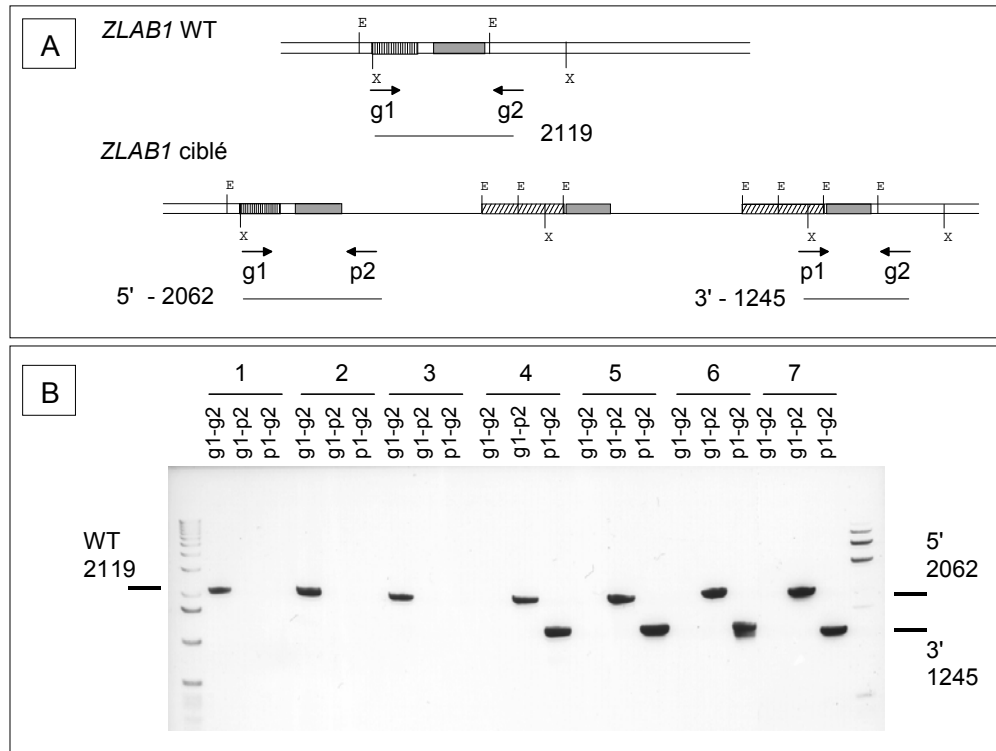 A
ZLAB1 WT
E E
X X
g1 g2
2119
ZLAB1 ciblé
E E E E E E E E
X X X X
g1 p2 p1 g2
5' - 2062 3' - 1245
B
1 2 3 4 5 6 7
g1-g2 g1-p2 p1-g2 g1-g2 g1-p2 p1-g2 g1-g2 g1-p2 p1-g2 g1-g2 g1-p2 p1-g2 g1-g2 g1-p2 p1-g2 g1-g2 g1-p2 p1-g2 g1-g2 g1-p2 p1-g2
WT
2119
5'
2062
3'
1245